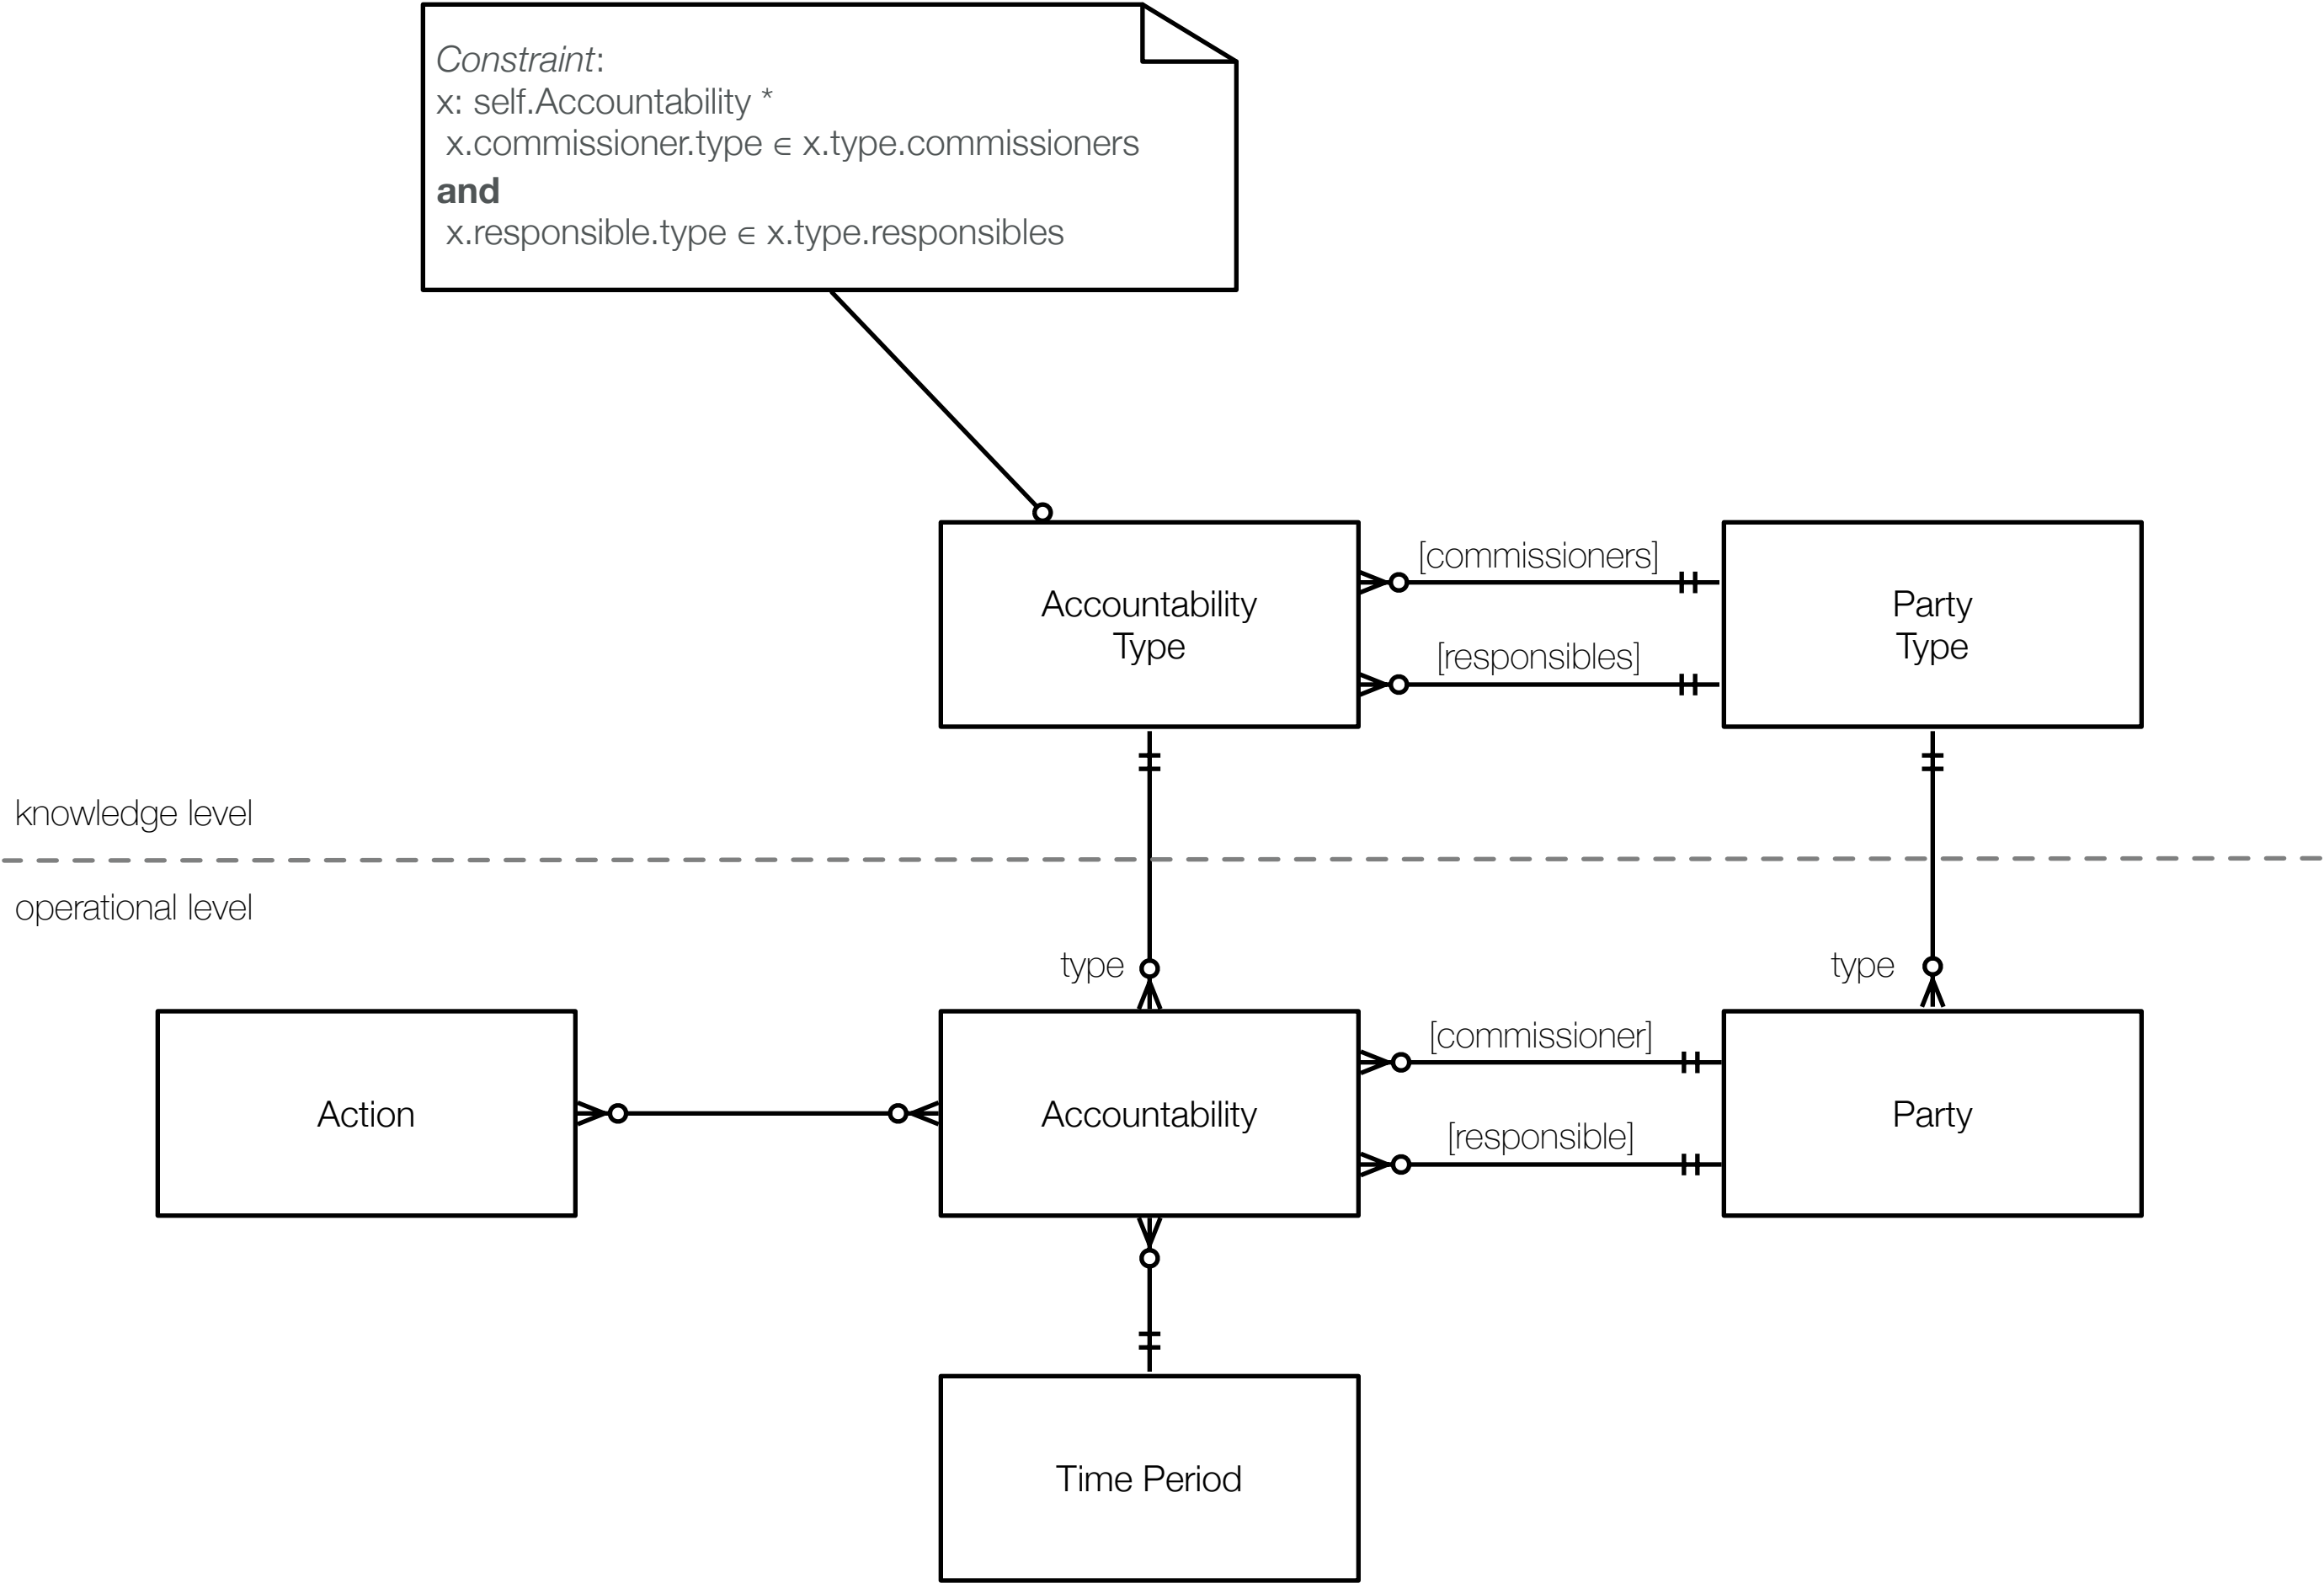 Constraint:
x: self.Accountability *
x.commissioner.type ∈ x.type.commissioners
and
x.responsible.type ∈ x.type.responsibles
[commissioners]
Accountability
Type
Party
Type
[responsibles]
knowledge level
operational level
type
type
[commissioner]
Action
Accountability
Party
[responsible]
Time Period